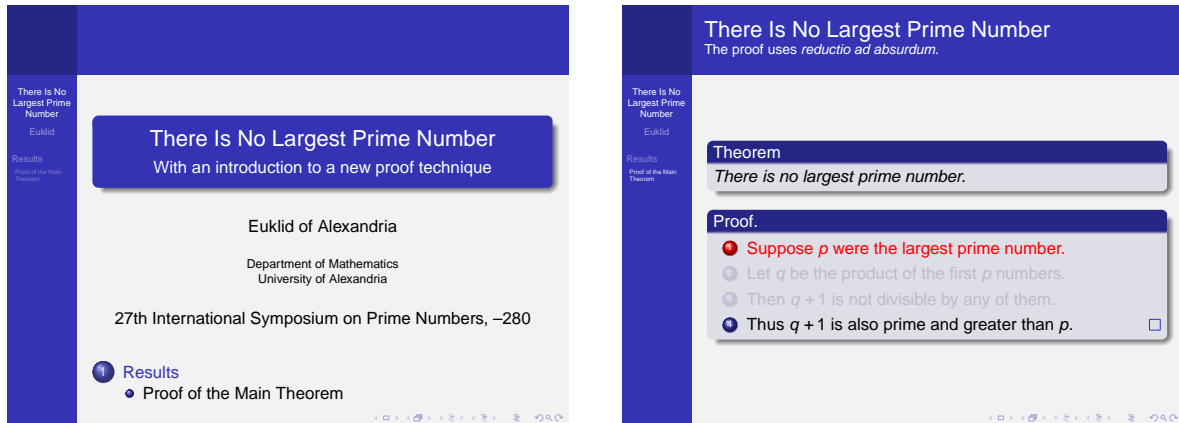 There Is No
Largest Prime
Number
Euklid
Results
Proof of the Main
Theorem
There Is No Largest Prime Number
With an introduction to a new proof technique
Euklid of Alexandria
Department of Mathematics
University of Alexandria
27th International Symposium on Prime Numbers, –280
1 Results
Proof of the Main Theorem
There Is No Largest Prime Number
The proof uses reductio ad absurdum.
There Is No
Largest Prime
Number
Euklid
Results
Proof of the Main
Theorem
Theorem
There is no largest prime number.
Proof.
1 Suppose p were the largest prime number.
2 Let q be the product of the first p numbers.
3 Then q + 1 is not divisible by any of them.
4 Thus q + 1 is also prime and greater than p.